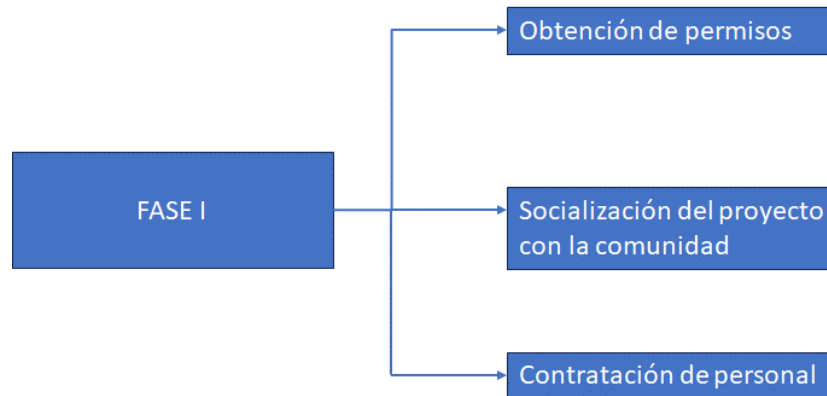 Obtención de permisos
FASE I
Socialización del proyecto
con la comunidad
Contratación de personal